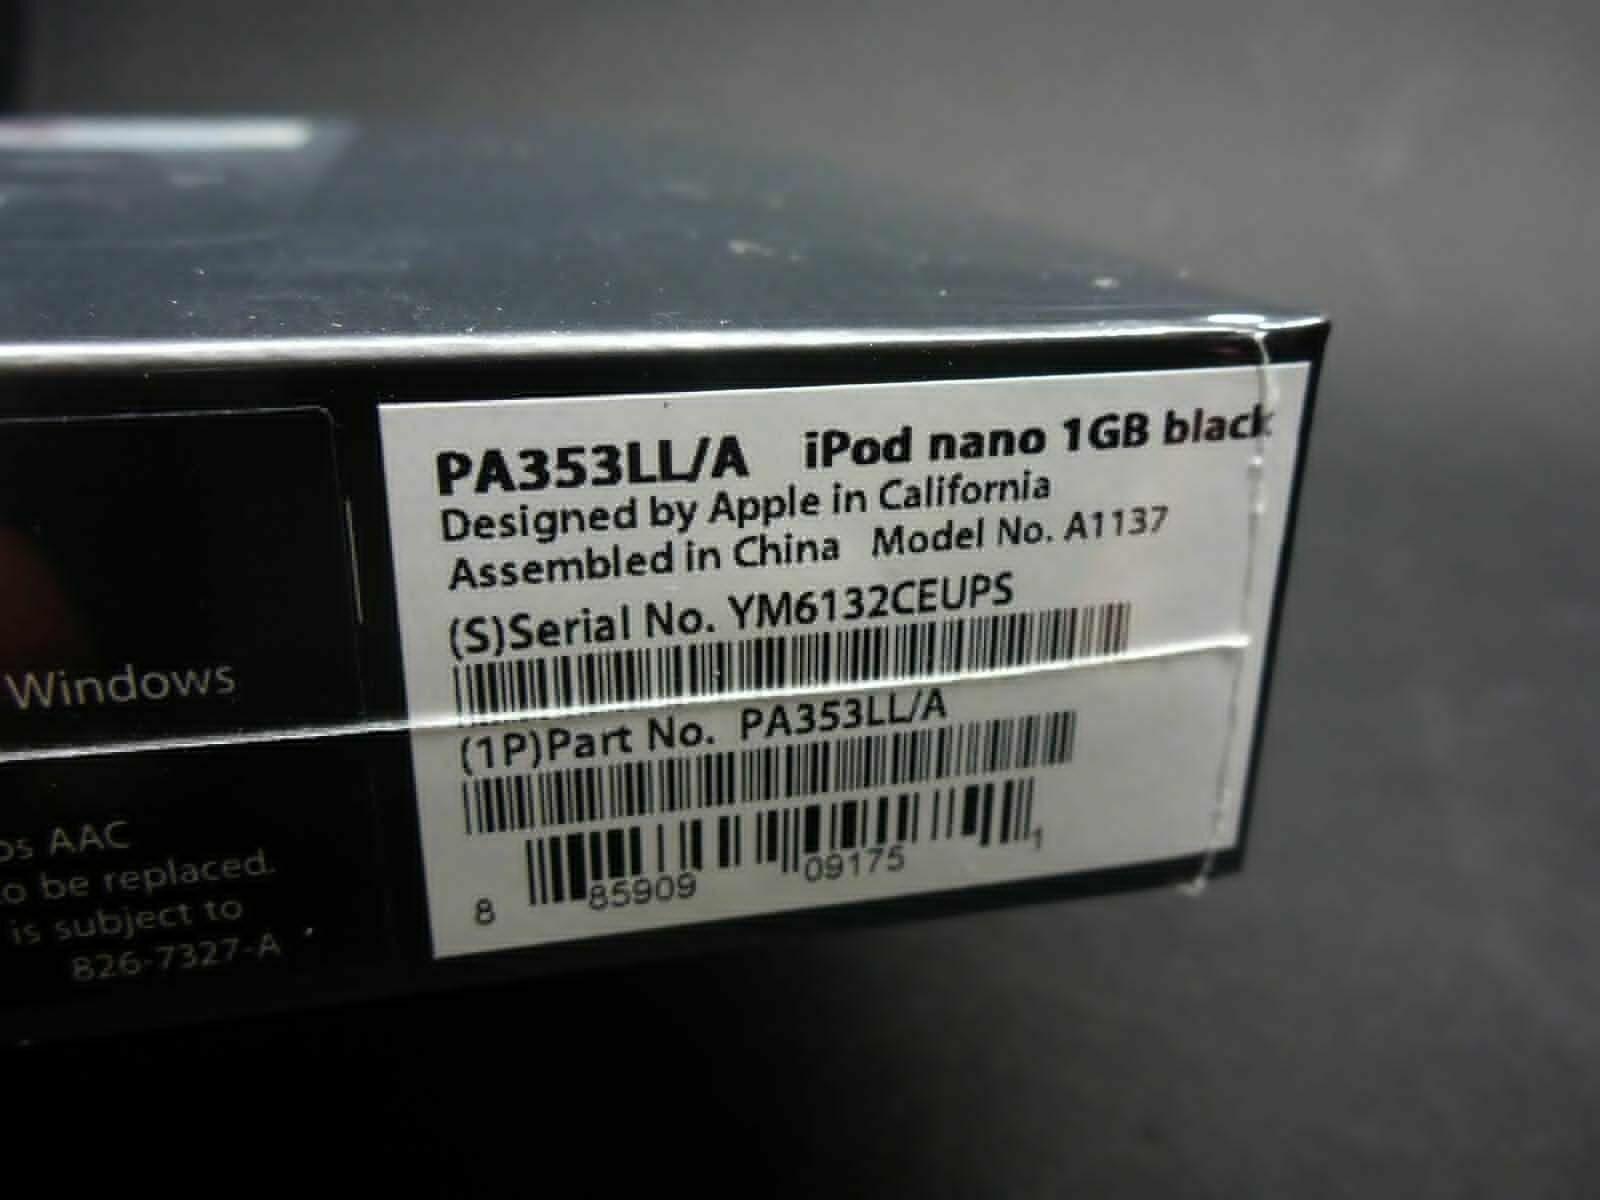 PA353LL/A iPod nano 1GB black
Designed by Apple in California
Assembled in China Model No. A1137
(S)Serial No. YM6132CEUPS
(1P)Part No. PA353LL/A
8 85909 09175 1
Windows
AAC
to be replaced.
is subject to
826-7327-A